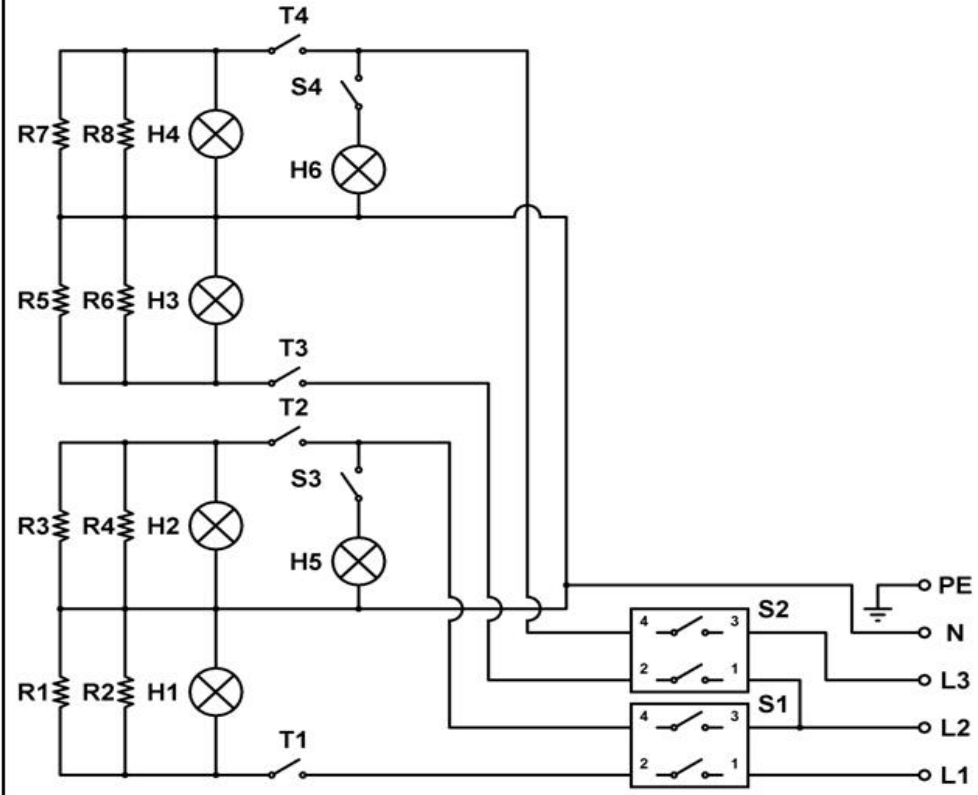 T4
S4
R7 R8 H4
H6
R5 R6 H3
T3
T2
S3
R3 R4 H2
H5
PE
S2
4 3
N
2 1
L3
R1 R2 H1
S1
4 3
L2
T1
2 1
L1